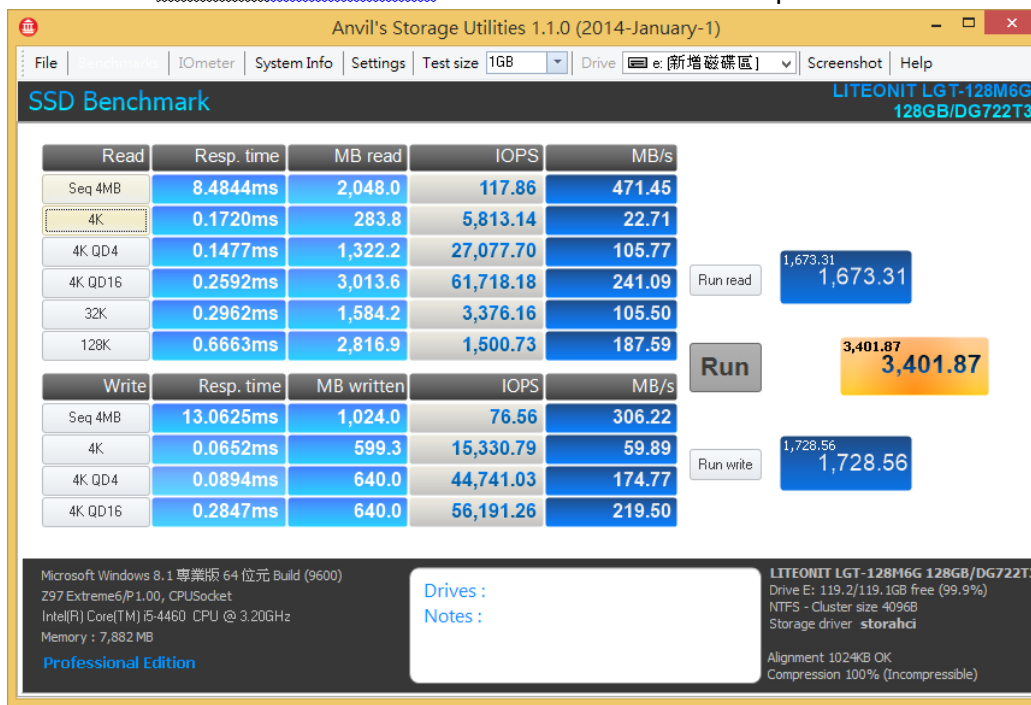 Anvil's Storage Utilities 1.1.0 (2014-January-1)
File Benchmarks IOmeter System Info Settings Test size 1GB Drive e: [新增磁碟區] Screenshot Help
SSD Benchmark
LITEONIT LGT-128M6G
128GB/DG722T3
Read Resp. time MB read IOPS MB/s
Seq 4MB 8.4844ms 2,048.0 117.86 471.45
4K 0.1720ms 283.8 5,813.14 22.71
4K QD4 0.1477ms 1,322.2 27,077.70 105.77
4K QD16 0.2592ms 3,013.6 61,718.18 241.09
32K 0.2962ms 1,584.2 3,376.16 105.50
128K 0.6663ms 2,816.9 1,500.73 187.59
Run read
1,673.31
1,673.31
Run
3,401.87
3,401.87
Write Resp. time MB written IOPS MB/s
Seq 4MB 13.0625ms 1,024.0 76.56 306.22
4K 0.0652ms 599.3 15,330.79 59.89
4K QD4 0.0894ms 640.0 44,741.03 174.77
4K QD16 0.2847ms 640.0 56,191.26 219.50
Run write
1,728.56
1,728.56
Microsoft Windows 8.1 專業版 64 位元 Build (9600)
Z97 Extreme6/P1.00, CPUSocket
Intel(R) Core(TM) i5-4460 CPU @ 3.20GHz
Memory : 7,882 MB
Professional Edition
Drives :
Notes :
LITEONIT LGT-128M6G 128GB/DG722T3
Drive E: 119.2/119.1GB free (99.9%)
NTFS - Cluster size 4096B
Storage driver storahci
Alignment 1024KB OK
Compression 100% (Incompressible)